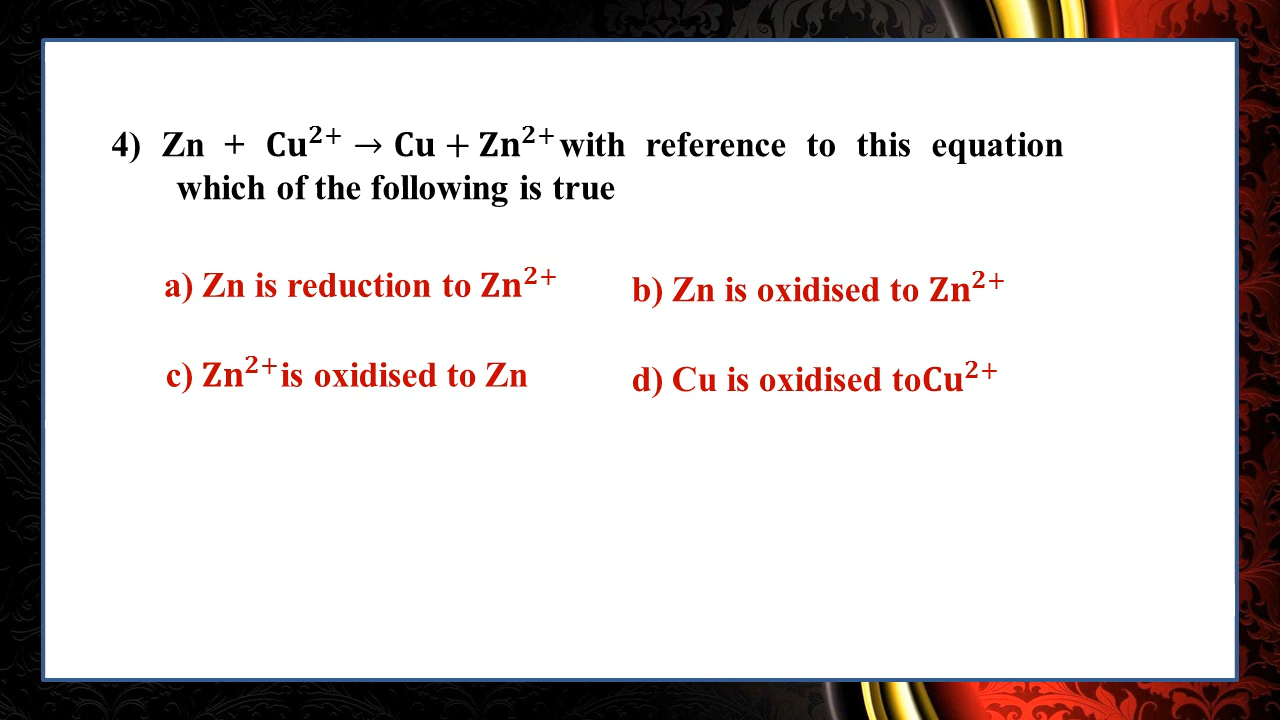 4) Zn + Cu²⁺ → Cu + Zn²⁺ with reference to this equation
which of the following is true
a) Zn is reduction to Zn²⁺
b) Zn is oxidised to Zn²⁺
c) Zn²⁺is oxidised to Zn
d) Cu is oxidised toCu²⁺